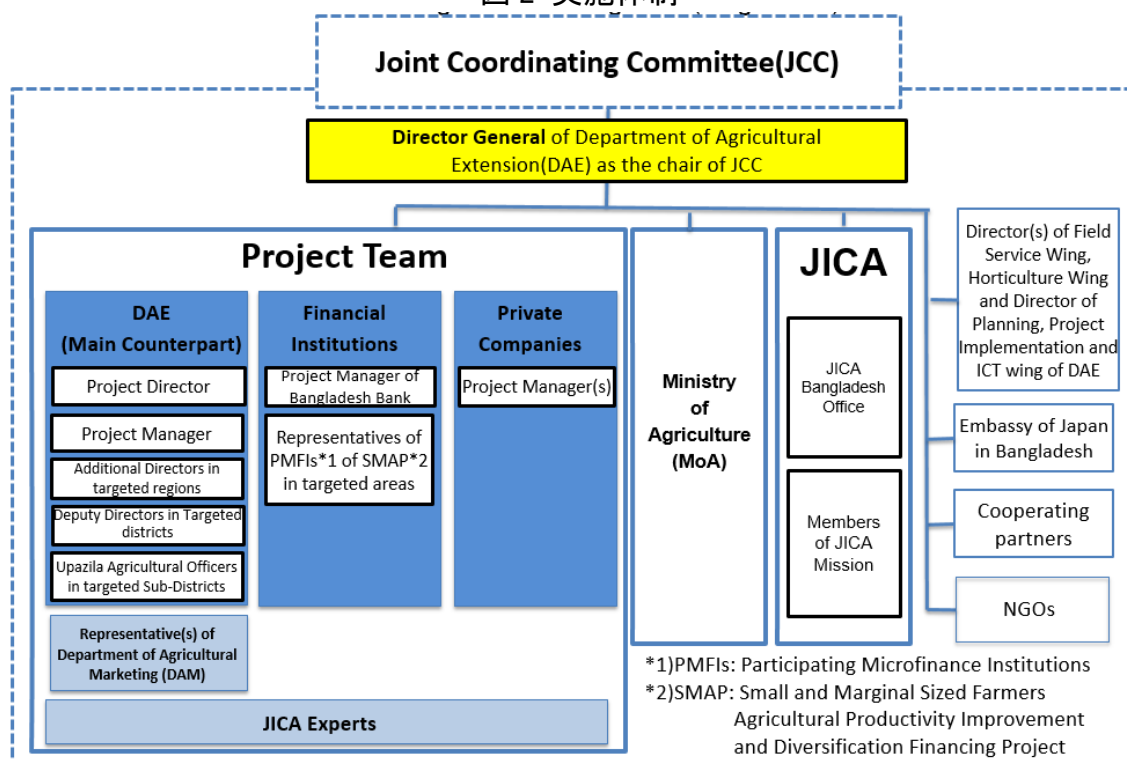 図 2 実施体制
Joint Coordinating Committee(JCC)
Director General of Department of Agricultural
Extension(DAE) as the chair of JCC
Project Team
DAE
(Main Counterpart)
Project Director
Project Manager
Additional Directors in
targeted regions
Deputy Directors in Targeted
districts
Upazila Agricultural Officers
in targeted Sub-Districts
Representative(s) of
Department of Agricultural
Marketing (DAM)
Financial
Institutions
Project Manager of
Bangladesh Bank
Representatives of
PMFIs*1 of SMAP*2
in targeted areas
Private
Companies
Project Manager(s)
JICA Experts
Ministry
of
Agriculture
(MoA)
JICA
JICA
Bangladesh
Office
Members
of JICA
Mission
Director(s) of Field
Service Wing,
Horticulture Wing
and Director of
Planning, Project
Implementation and
ICT wing of DAE
Embassy of Japan
in Bangladesh
Cooperating
partners
NGOs
*1)PMFIs: Participating Microfinance Institutions
*2)SMAP: Small and Marginal Sized Farmers
Agricultural Productivity Improvement
and Diversification Financing Project